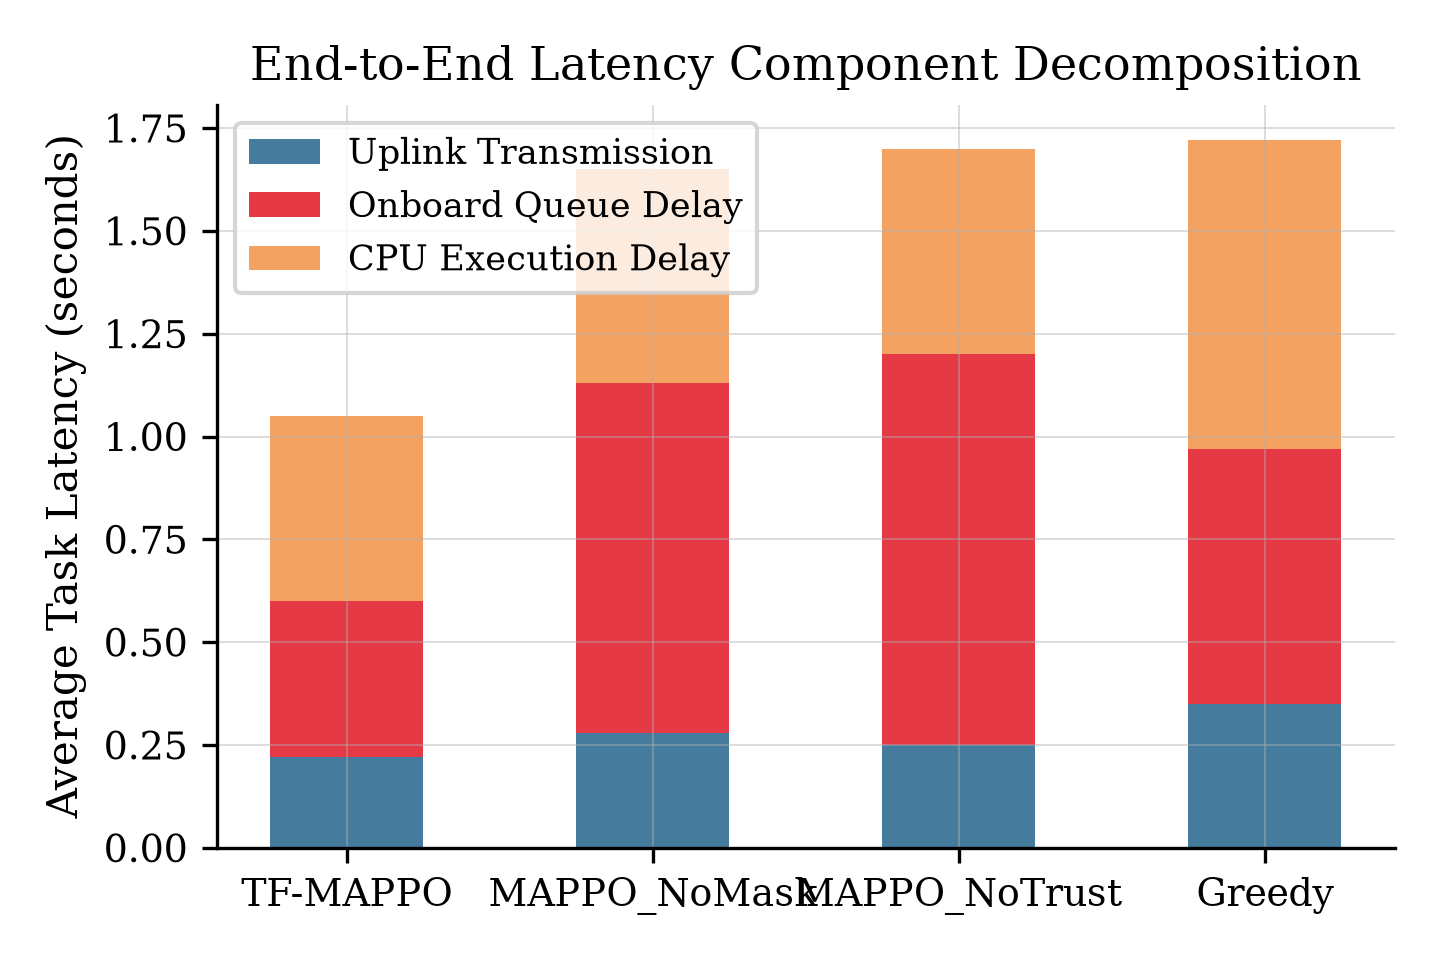 End-to-End Latency Component Decomposition
Uplink Transmission
Onboard Queue Delay
CPU Execution Delay
Average Task Latency (seconds)
1.75
1.50
1.25
1.00
0.75
0.50
0.25
0.00
TF-MAPPO
MAPPO_NoMask
MAPPO_NoTrust
Greedy